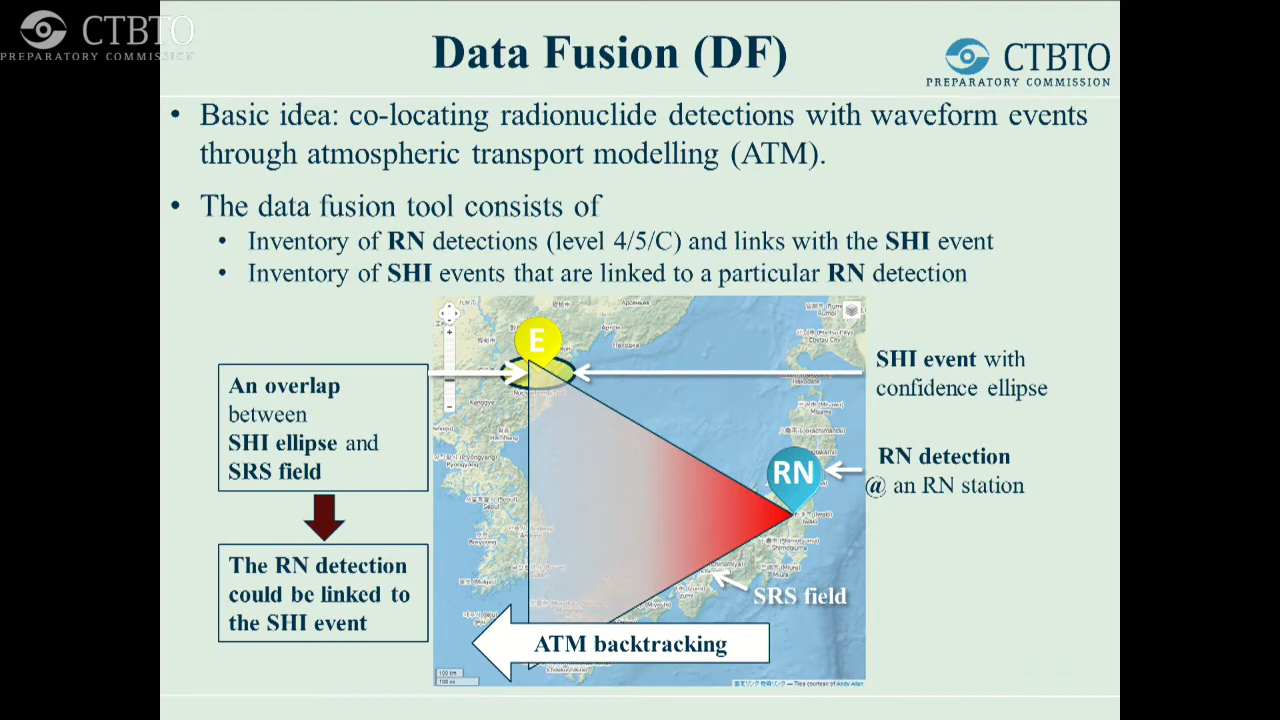 CTBTO
PREPARATORY COMMISSION
Data Fusion (DF)
CTBTO
PREPARATORY COMMISSION
• Basic idea: co-locating radionuclide detections with waveform events
through atmospheric transport modelling (ATM).
• The data fusion tool consists of
• Inventory of RN detections (level 4/5/C) and links with the SHI event
• Inventory of SHI events that are linked to a particular RN detection
E
An overlap
between
SHI ellipse and
SRS field
SHI event with
confidence ellipse
RN
RN detection
@ an RN station
The RN detection
could be linked to
the SHI event
SRS field
ATM backtracking